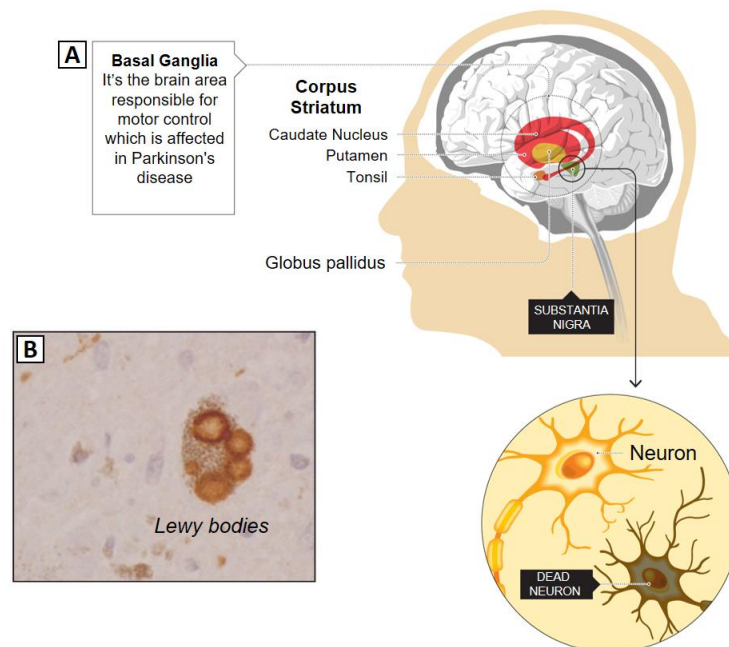 A
Basal Ganglia
It's the brain area
responsible for
motor control
which is affected
in Parkinson's
disease
Corpus
Striatum
Caudate Nucleus
Putamen
Tonsil
Globus pallidus
SUBSTANTIA
NIGRA
B
Lewy bodies
Neuron
DEAD
NEURON